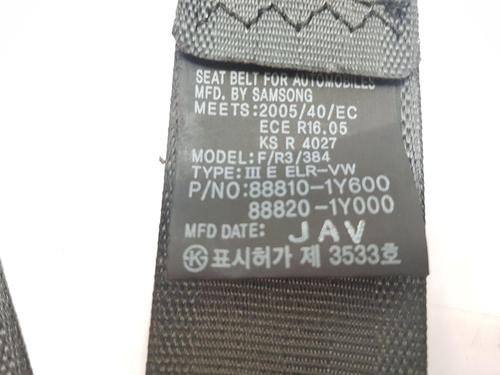 SEAT BELT FOR AUTOMOBILES
MFD. BY SAMSONG
MEETS:2005/40/EC
ECE R16.05
KS R 4027
MODEL:F/R3/384
TYPE:III E ELR-VW
P/NO:88810-1Y600
88820-1Y000
MFD DATE: JAV
표시허가 제 3533호